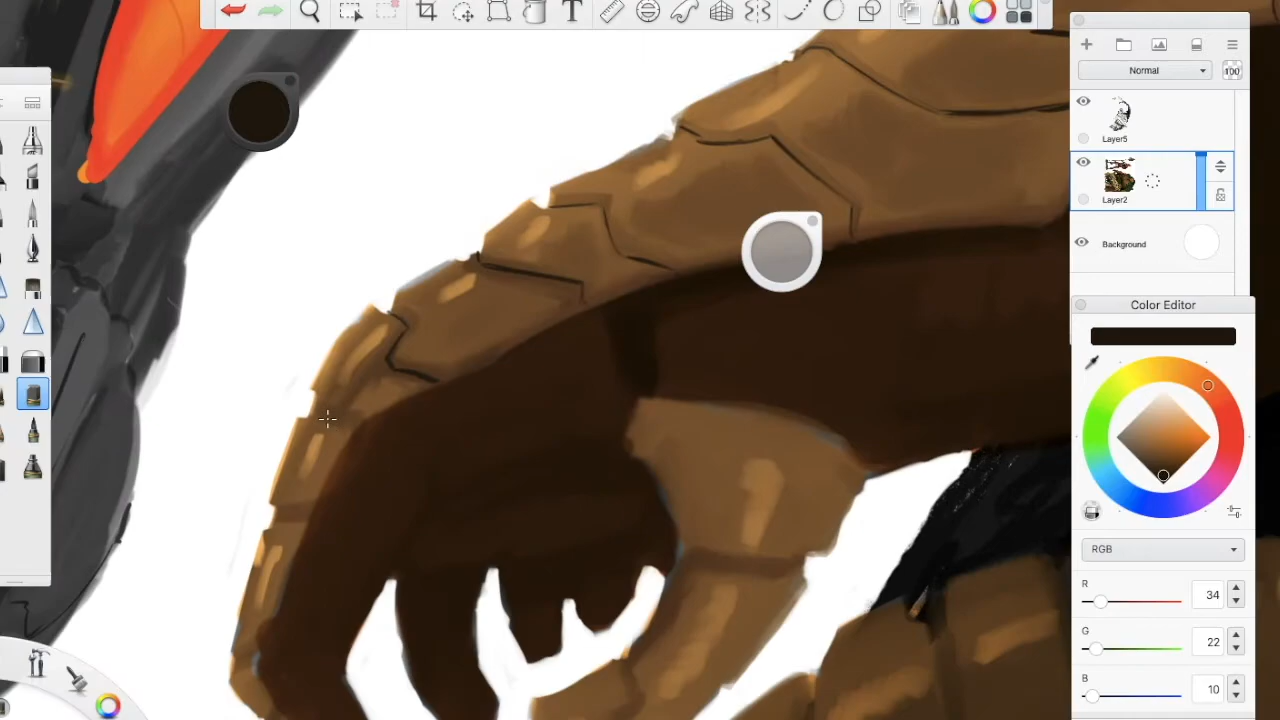 T
Normal
100
Layer5
Layer2
Background
Color Editor
RGB
R
34
G
22
B
10